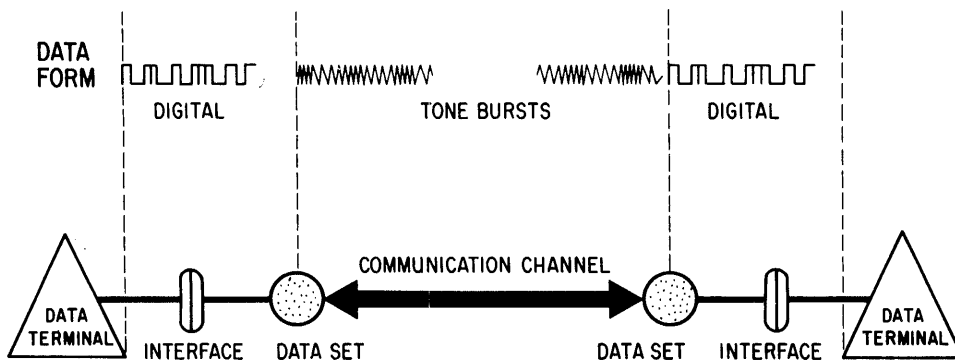 DATA
FORM
DIGITAL
TONE BURSTS
DIGITAL
COMMUNICATION CHANNEL
DATA
TERMINAL
INTERFACE
DATA SET
DATA SET
INTERFACE
DATA
TERMINAL